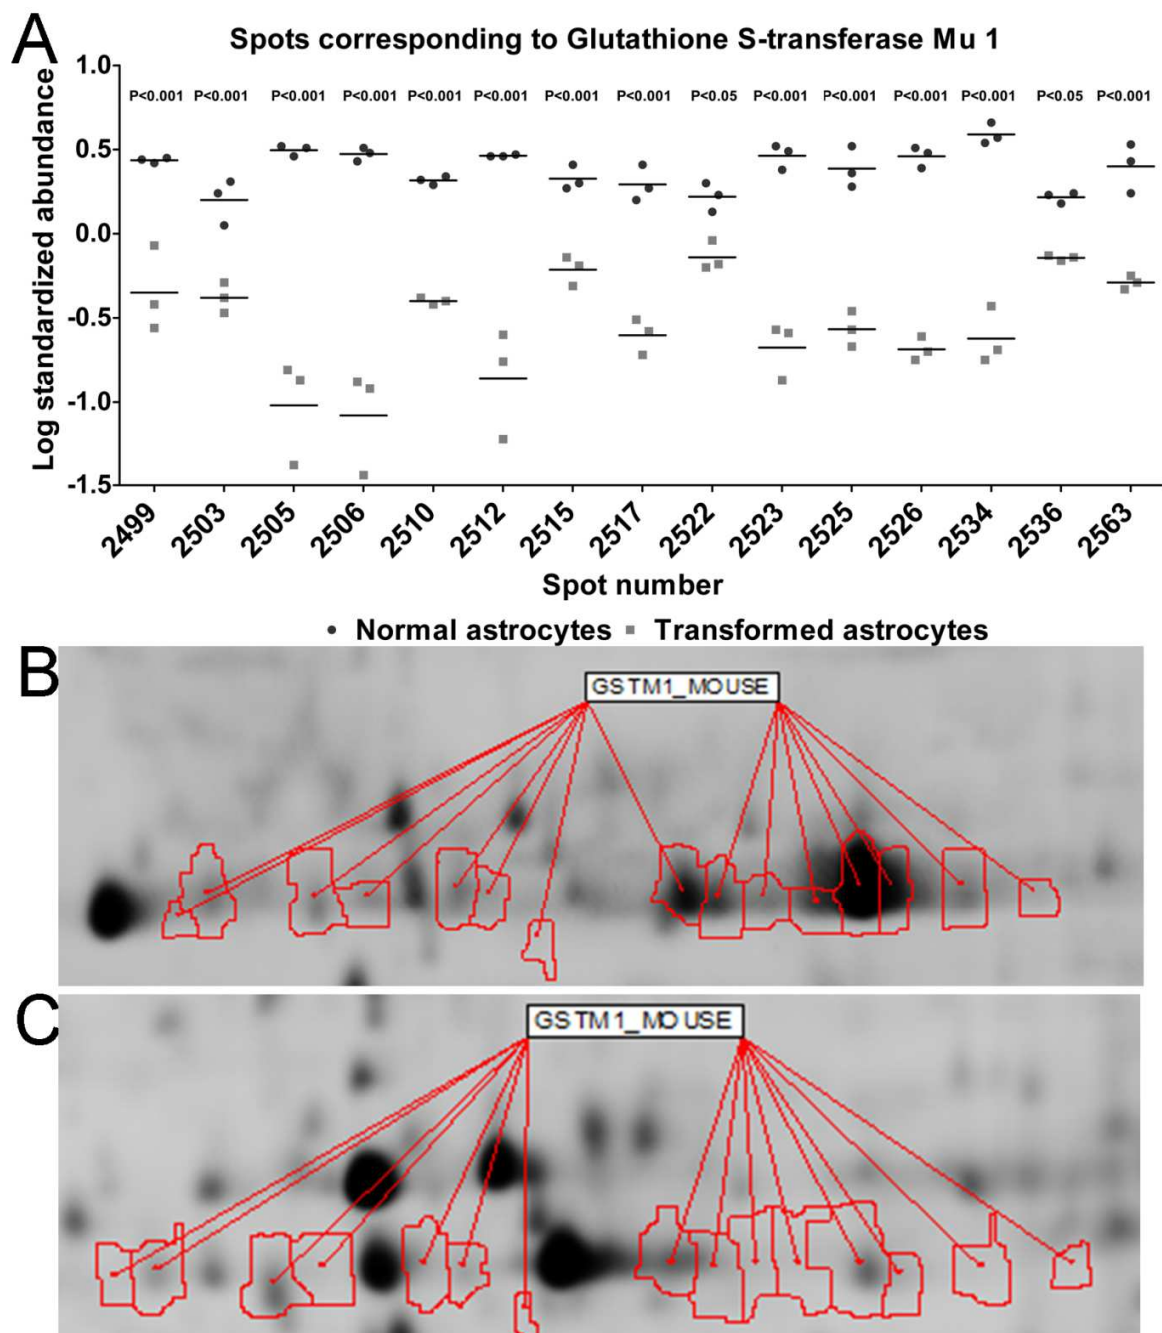 A
Spots corresponding to Glutathione S-transferase Mu 1
Log standardized abundance
1.0
0.5
0.0
-0.5
-1.0
-1.5
P<0.001 P<0.001 P<0.001 P<0.001 P<0.001 P<0.001 P<0.001 P<0.001 P<0.05 P<0.001 P<0.001 P<0.001 P<0.001 P<0.05 P<0.001
2499 2503 2505 2506 2510 2512 2515 2517 2522 2523 2525 2526 2534 2536 2563
Spot number
Normal astrocytes Transformed astrocytes
B
GSTM1_MOUSE
C
GSTM1_MOUSE